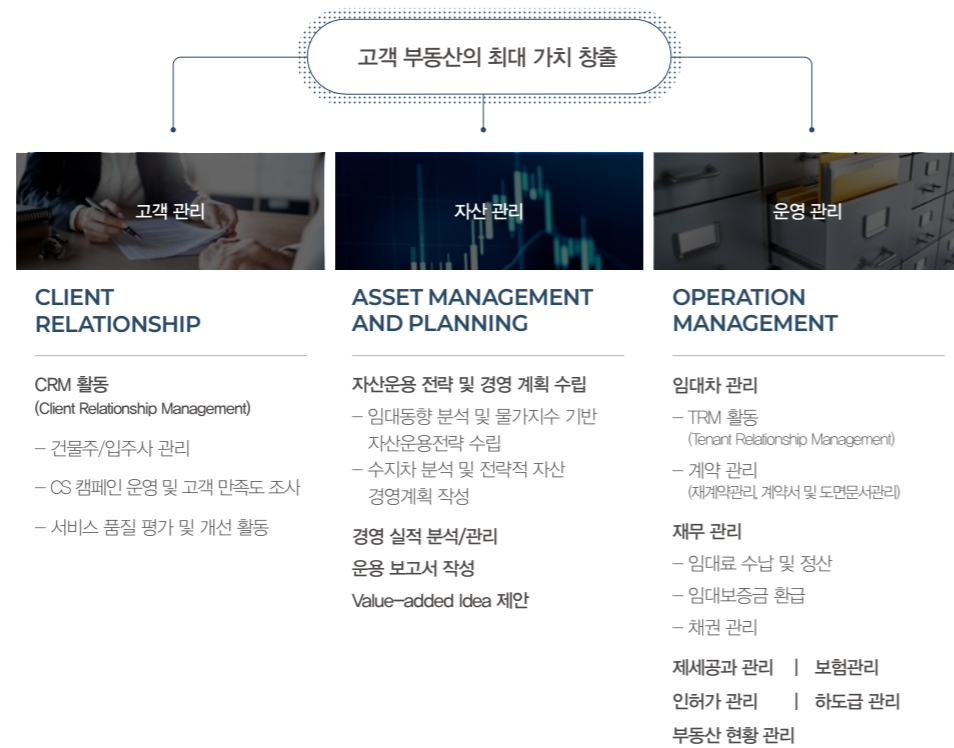 고객 부동산의 최대 가치 창출
고객 관리
CLIENT
RELATIONSHIP
CRM 활동
(Client Relationship Management)
– 건물주/입주사 관리
– CS 캠페인 운영 및 고객 만족도 조사
– 서비스 품질 평가 및 개선 활동
자산 관리
ASSET MANAGEMENT
AND PLANNING
자산운용 전략 및 경영 계획 수립
– 임대동향 분석 및 물가지수 기반
자산운용전략 수립
– 수지차 분석 및 전략적 자산
경영계획 작성
경영 실적 분석/관리
운용 보고서 작성
Value–added Idea 제안
운영 관리
OPERATION
MANAGEMENT
임대차 관리
– TRM 활동
(Tenant Relationship Management)
– 계약 관리
(재계약관리, 계약서 및 도면문서관리)
재무 관리
– 임대료 수납 및 정산
– 임대보증금 환급
– 채권 관리
제세공과 관리 | 보험관리
인허가 관리 | 하도급 관리
부동산 현황 관리